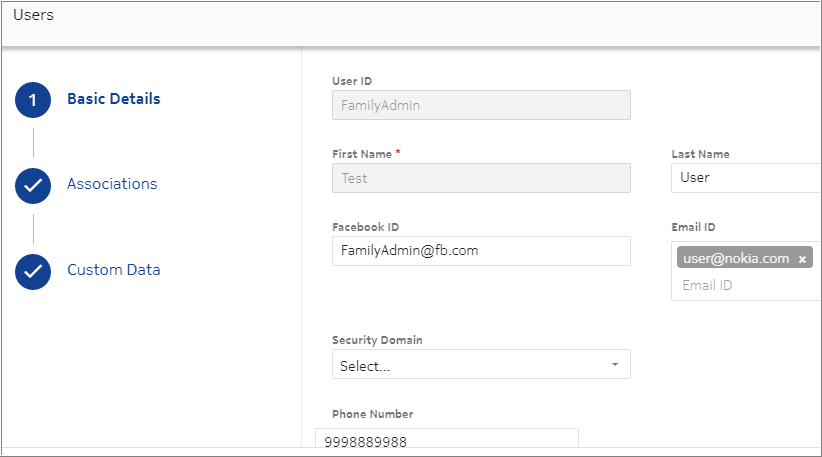 Users
1 Basic Details
Associations
Custom Data
User ID
FamilyAdmin
First Name *
Test
Last Name
User
Facebook ID
FamilyAdmin@fb.com
Email ID
user@nokia.com x
Email ID
Security Domain
Select...
Phone Number
9998889988